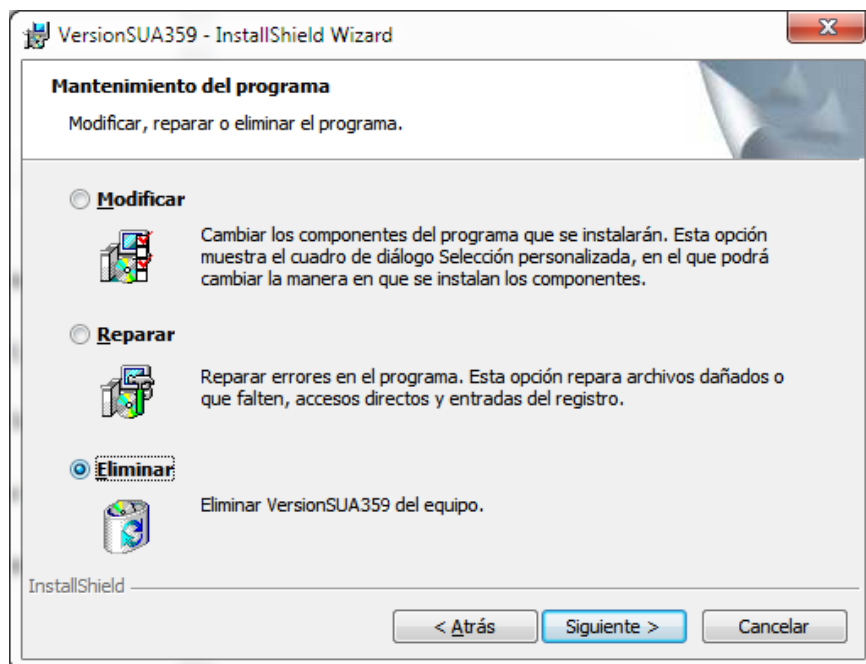 VersionSUA359 - InstallShield Wizard
Mantenimiento del programa
Modificar, reparar o eliminar el programa.
Modificar
Cambiar los componentes del programa que se instalarán. Esta opción
muestra el cuadro de diálogo Selección personalizada, en el que podrá
cambiar la manera en que se instalan los componentes.
Reparar
Reparar errores en el programa. Esta opción repara archivos dañados o
que falten, accesos directos y entradas del registro.
Eliminar
Eliminar VersionSUA359 del equipo.
InstallShield
< Atrás
Siguiente >
Cancelar